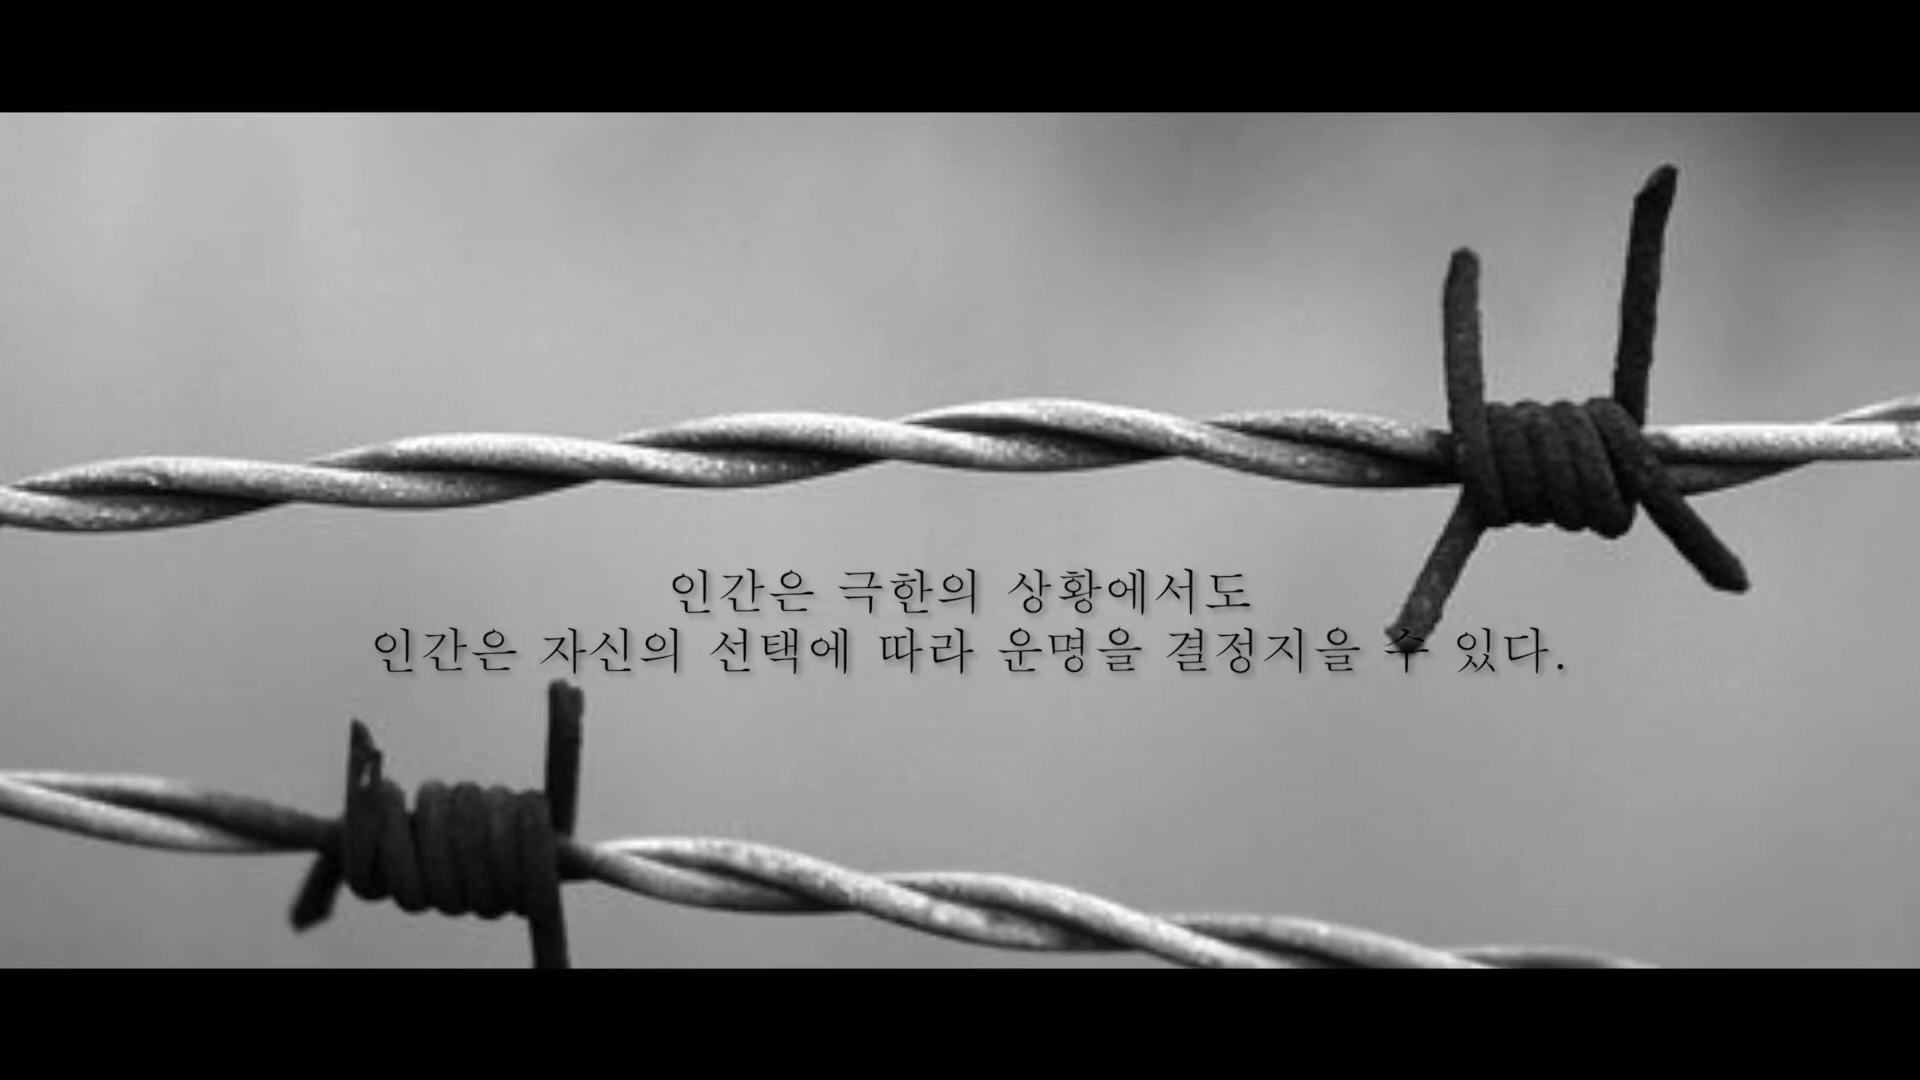 인간은 극한의 상황에서도
인간은 자신의 선택에 따라 운명을 결정지을 수 있다.